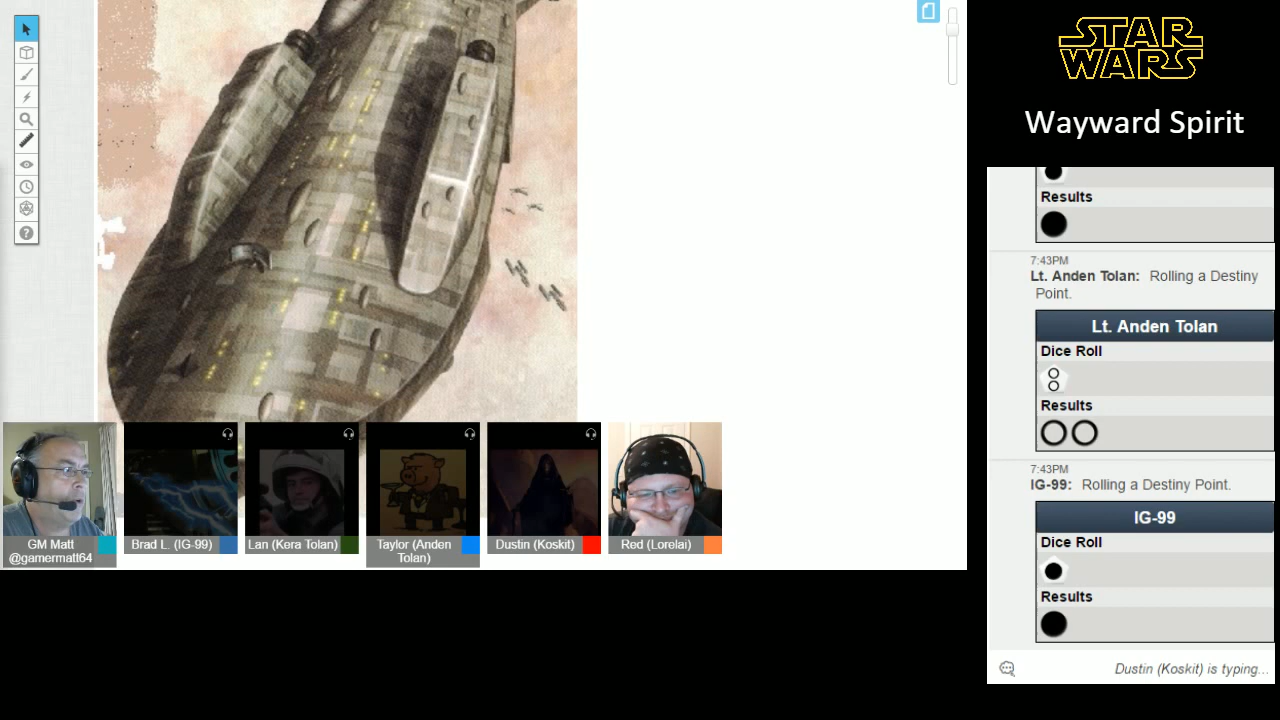 STAR
WARS
Wayward Spirit
Results
7:43PM
Lt. Anden Tolan: Rolling a Destiny
Point.
Lt. Anden Tolan
Dice Roll
Results
7:43PM
IG-99: Rolling a Destiny Point.
IG-99
Dice Roll
Results
Dustin (Koskit) is typing...
GM Matt
@gamermatt64
Brad L. (IG-99)
Lan (Kera Tolan)
Taylor (Anden
Tolan)
Dustin (Koskit)
Red (Lorelai)